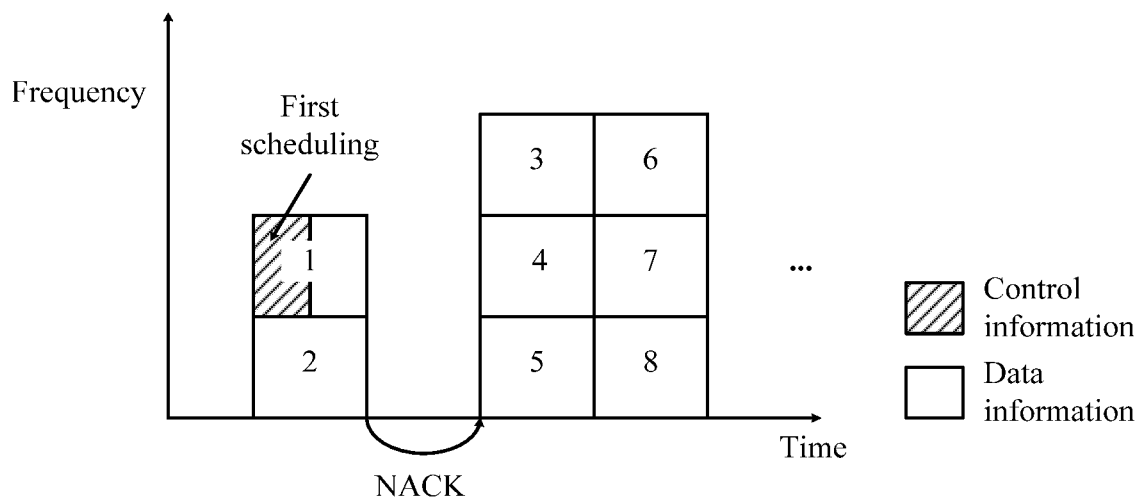 Frequency
First
scheduling
3 6
1 4 7 ...
2 5 8
Control
information
Data
information
Time
NACK